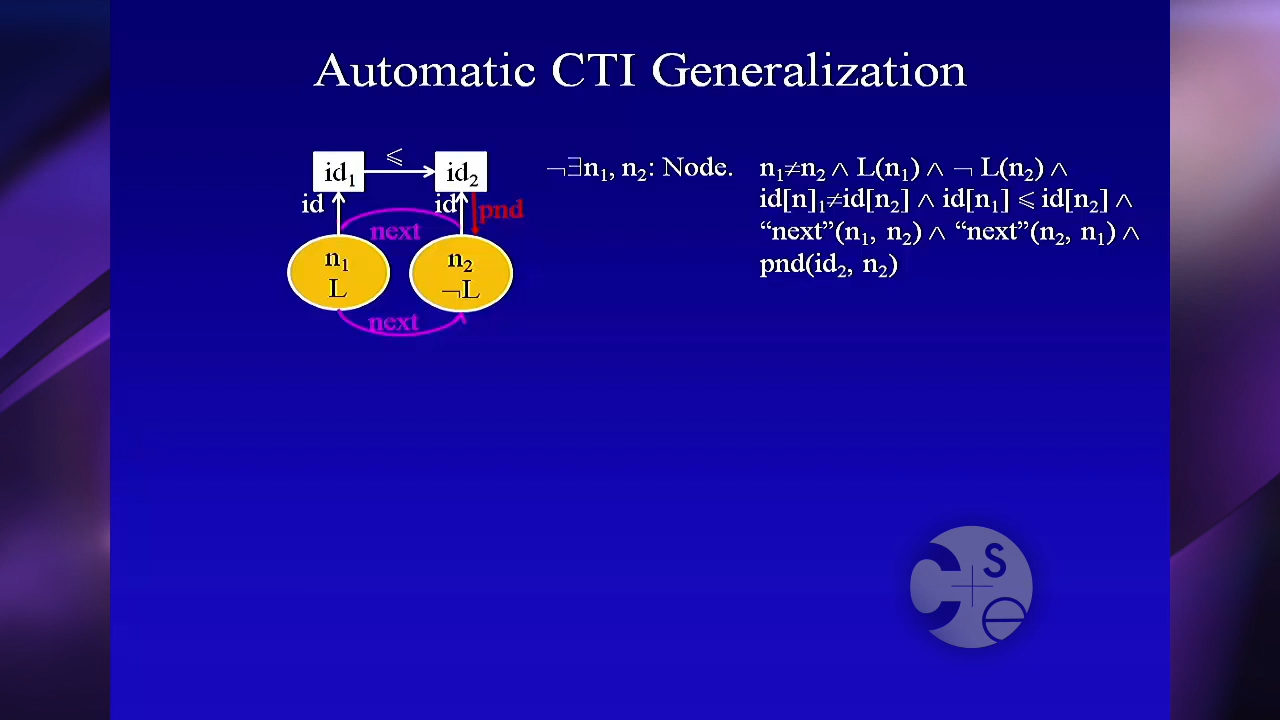 Automatic CTI Generalization
id₁ ⩽ id₂
id id pnd
next
n₁ n₂
L ¬L
next
¬∃n₁, n₂: Node. n₁≠n₂ ∧ L(n₁) ∧ ¬ L(n₂) ∧
id[n]₁≠id[n₂] ∧ id[n₁] ⩽ id[n₂] ∧
“next”(n₁, n₂) ∧ “next”(n₂, n₁) ∧
pnd(id₂, n₂)
C S e